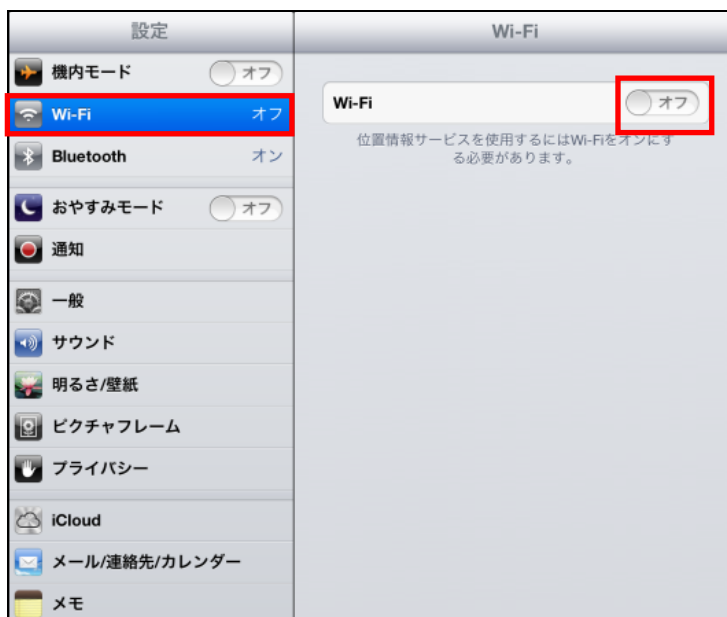 設定
機内モード オフ
Wi-Fi オフ
Bluetooth オン
おやすみモード オフ
通知
一般
サウンド
明るさ/壁紙
ピクチャフレーム
プライバシー
iCloud
メール/連絡先/カレンダー
メモ
Wi-Fi
Wi-Fi オフ
位置情報サービスを使用するにはWi-Fiをオンにす
る必要があります。